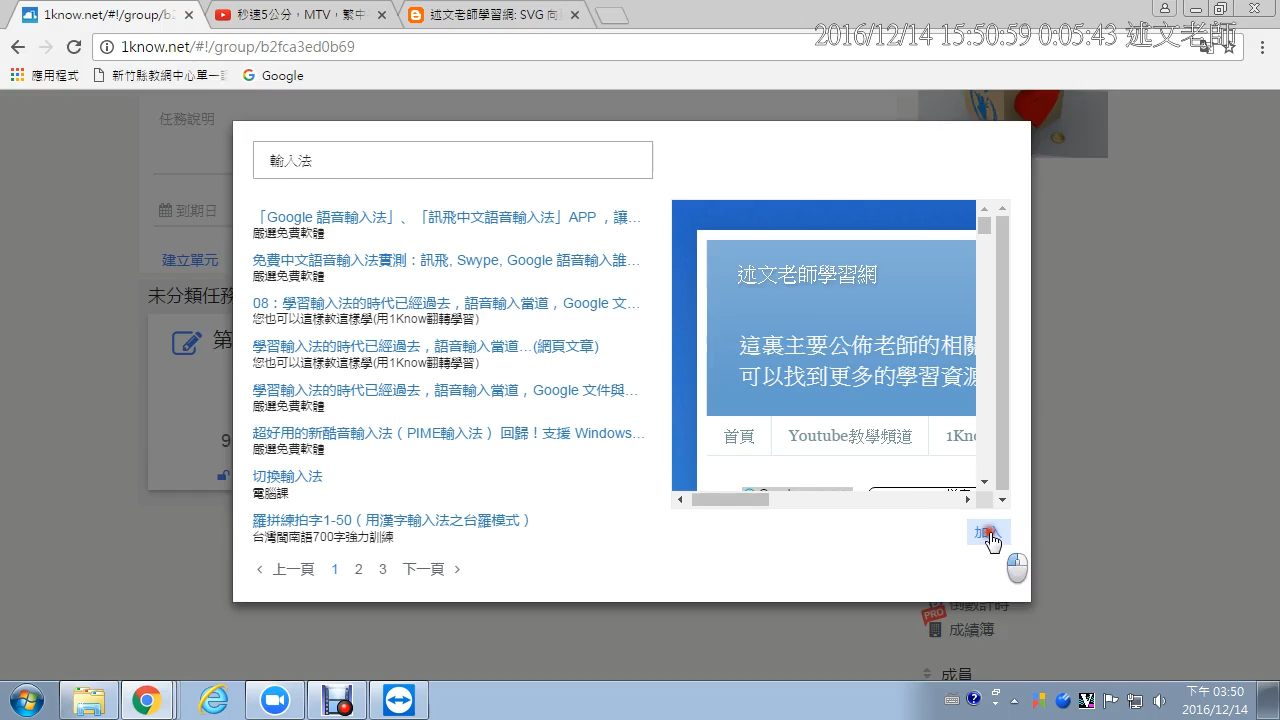 1know.net/#!/group/b2
秒速5公分，MTV，繁中
述文老師學習網: SVG 向
2016/12/14 15:50:59 0:05:43 述文老師
1know.net/#!/group/b2fca3ed0b69
應用程式
新竹縣教網中心單一
Google
任務說明
到期日
建立單元
未分類任務
第
9
輸入法
「Google 語音輸入法」、「訊飛中文語音輸入法」APP ，讓…
嚴選免費軟體
免費中文語音輸入法實測：訊飛, Swype, Google 語音輸入誰…
嚴選免費軟體
08：學習輸入法的時代已經過去，語音輸入當道，Google 文…
您也可以這樣教這樣學(用1Know翻轉學習)
學習輸入法的時代已經過去，語音輸入當道…(網頁文章)
您也可以這樣教這樣學(用1Know翻轉學習)
學習輸入法的時代已經過去，語音輸入當道，Google 文件與…
嚴選免費軟體
超好用的新酷音輸入法（PIME輸入法） 回歸！支援 Windows…
嚴選免費軟體
切換輸入法
電腦課
羅拼練拍字1-50（用漢字輸入法之台羅模式）
台灣閩南語700字強力訓練
上一頁 1 2 3 下一頁
述文老師學習網
這裏主要公佈老師的相關
可以找到更多的學習資源
首頁
Youtube教學頻道
1Kno
加入
PRO
倒數計時
成績簿
成員
下午 03:50
2016/12/14